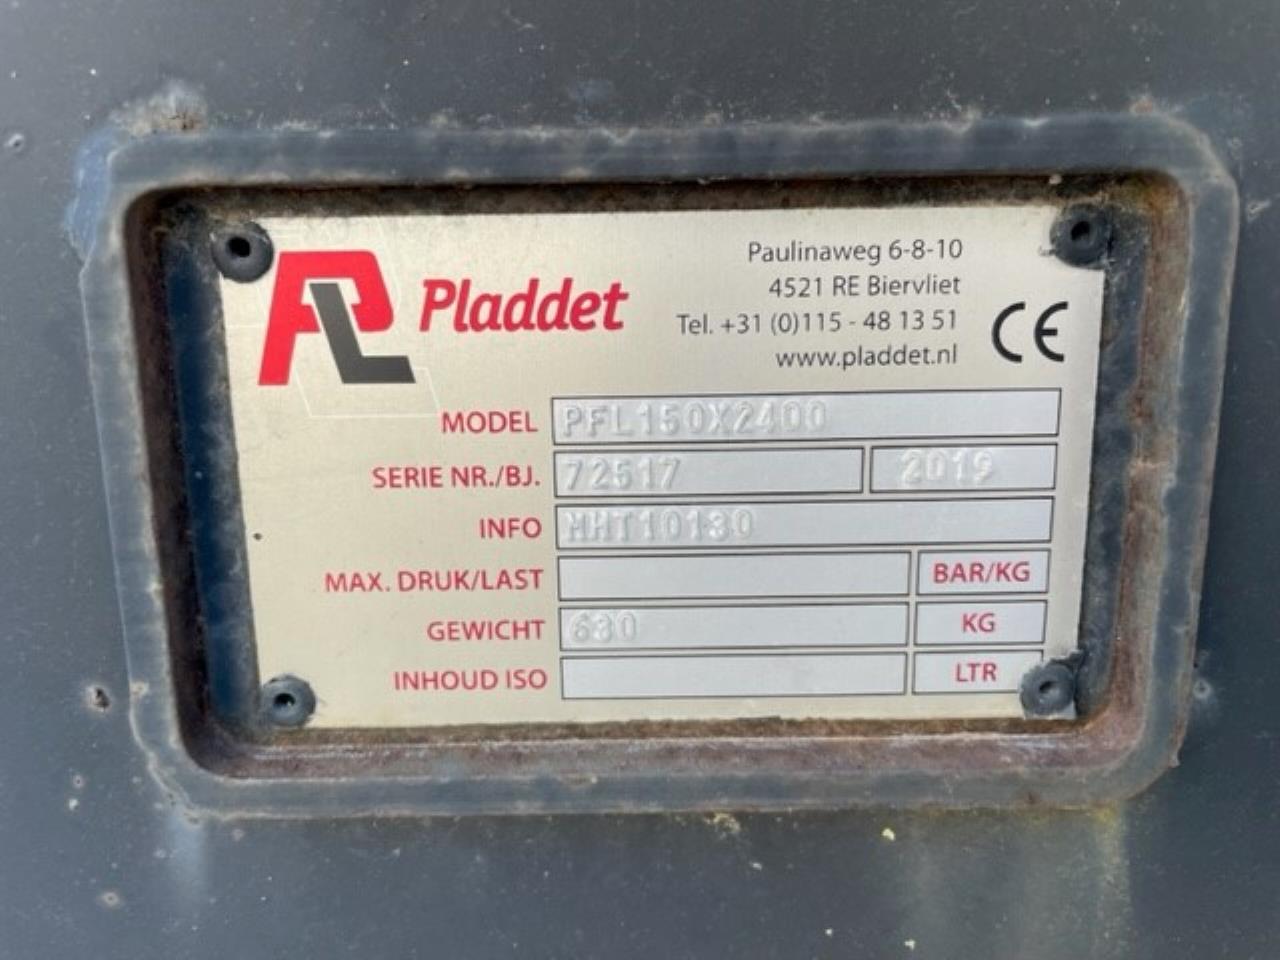 PL Pladdet
Paulinaweg 6-8-10
4521 RE Biervliet
Tel. +31 (0)115 - 48 13 51
www.pladdet.nl
CE
MODEL PFL150X2400
SERIE NR./BJ. 72517 2019
INFO MHT10130
MAX. DRUK/LAST BAR/KG
GEWICHT 630 KG
INHOUD ISO LTR